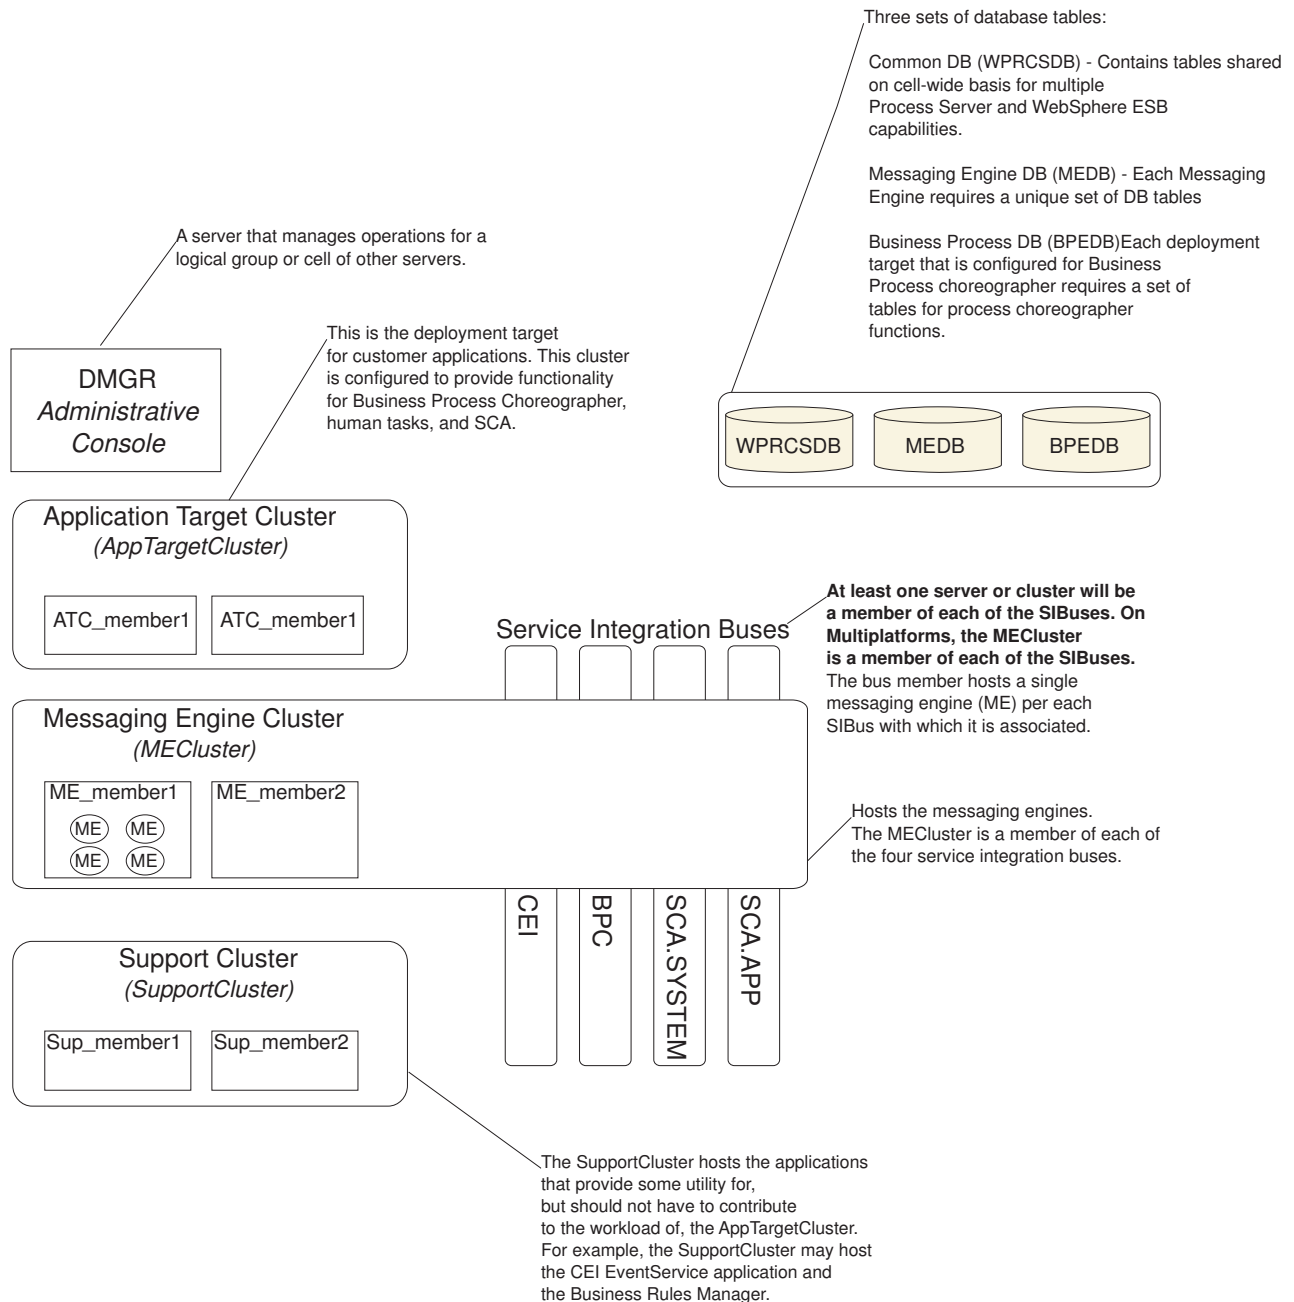 Three sets of database tables:
Common DB (WPRCSDB) - Contains tables shared
on cell-wide basis for multiple
Process Server and WebSphere ESB
capabilities.
Messaging Engine DB (MEDB) - Each Messaging
Engine requires a unique set of DB tables
Business Process DB (BPEDB)Each deployment
target that is configured for Business
Process choreographer requires a set of
tables for process choreographer
functions.
A server that manages operations for a
logical group or cell of other servers.
This is the deployment target
for customer applications. This cluster
is configured to provide functionality
for Business Process Choreographer,
human tasks, and SCA.
DMGR
Administrative
Console
WPRCSDB
MEDB
BPEDB
Application Target Cluster
(AppTargetCluster)
ATC_member1
ATC_member1
Service Integration Buses
At least one server or cluster will be
a member of each of the SIBuses. On
Multiplatforms, the MECluster
is a member of each of the SIBuses.
The bus member hosts a single
messaging engine (ME) per each
SIBus with which it is associated.
Messaging Engine Cluster
(MECluster)
ME_member1
ME ME
ME ME
ME_member2
Hosts the messaging engines.
The MECluster is a member of each of
the four service integration buses.
CEI
BPC
SCA.SYSTEM
SCA.APP
Support Cluster
(SupportCluster)
Sup_member1
Sup_member2
The SupportCluster hosts the applications
that provide some utility for,
but should not have to contribute
to the workload of, the AppTargetCluster.
For example, the SupportCluster may host
the CEI EventService application and
the Business Rules Manager.